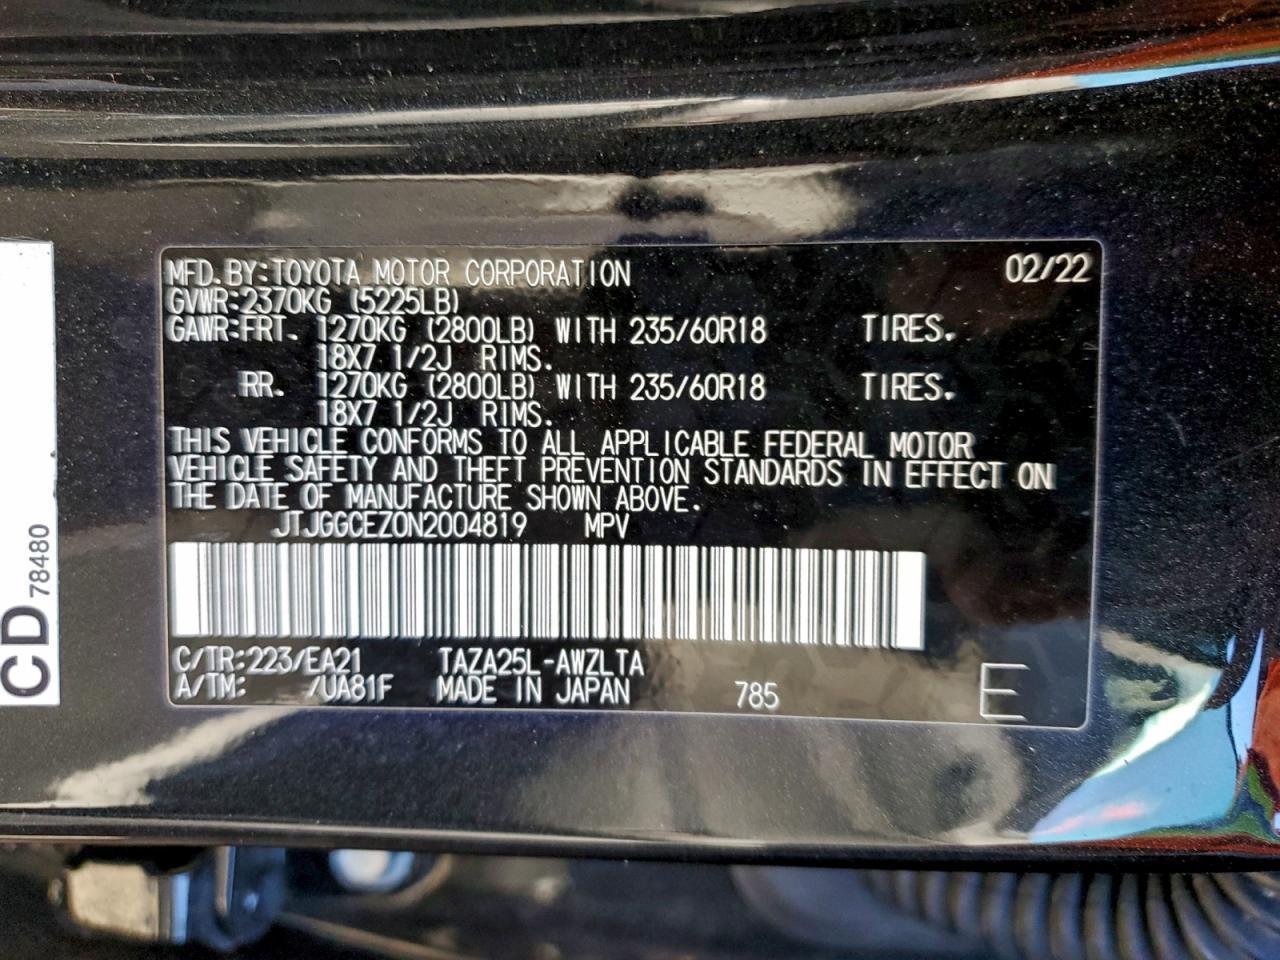 MFD. BY: TOYOTA MOTOR CORPORATION 02/22
GVWR: 2370KG (5225LB)
GAWR: FRT. 1270KG (2800LB) WITH 235/60R18 TIRES.
18X7 1/2J RIMS.
RR. 1270KG (2800LB) WITH 235/60R18 TIRES.
18X7 1/2J RIMS.
THIS VEHICLE CONFORMS TO ALL APPLICABLE FEDERAL MOTOR
VEHICLE SAFETY AND THEFT PREVENTION STANDARDS IN EFFECT ON
THE DATE OF MANUFACTURE SHOWN ABOVE.
JTJGGCEZ0N2004819 MPV
C/TR: 223/EA21 TAZA25L-AWZLTA
A/TM: /UA81F MADE IN JAPAN 785 E
CD 78480